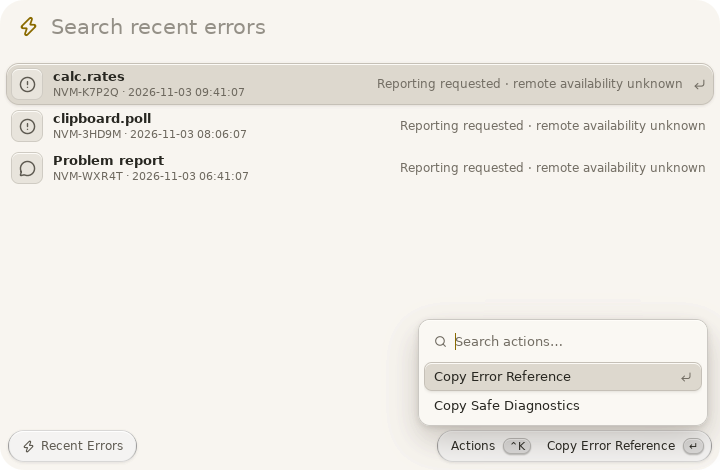 Search recent errors
calc.rates
NVM-K7P2Q · 2026-11-03 09:41:07
Reporting requested · remote availability unknown
clipboard.poll
NVM-3HD9M · 2026-11-03 08:06:07
Reporting requested · remote availability unknown
Problem report
NVM-WXR4T · 2026-11-03 06:41:07
Reporting requested · remote availability unknown
Search actions...
Copy Error Reference
Copy Safe Diagnostics
Recent Errors
Actions ^K Copy Error Reference ↵